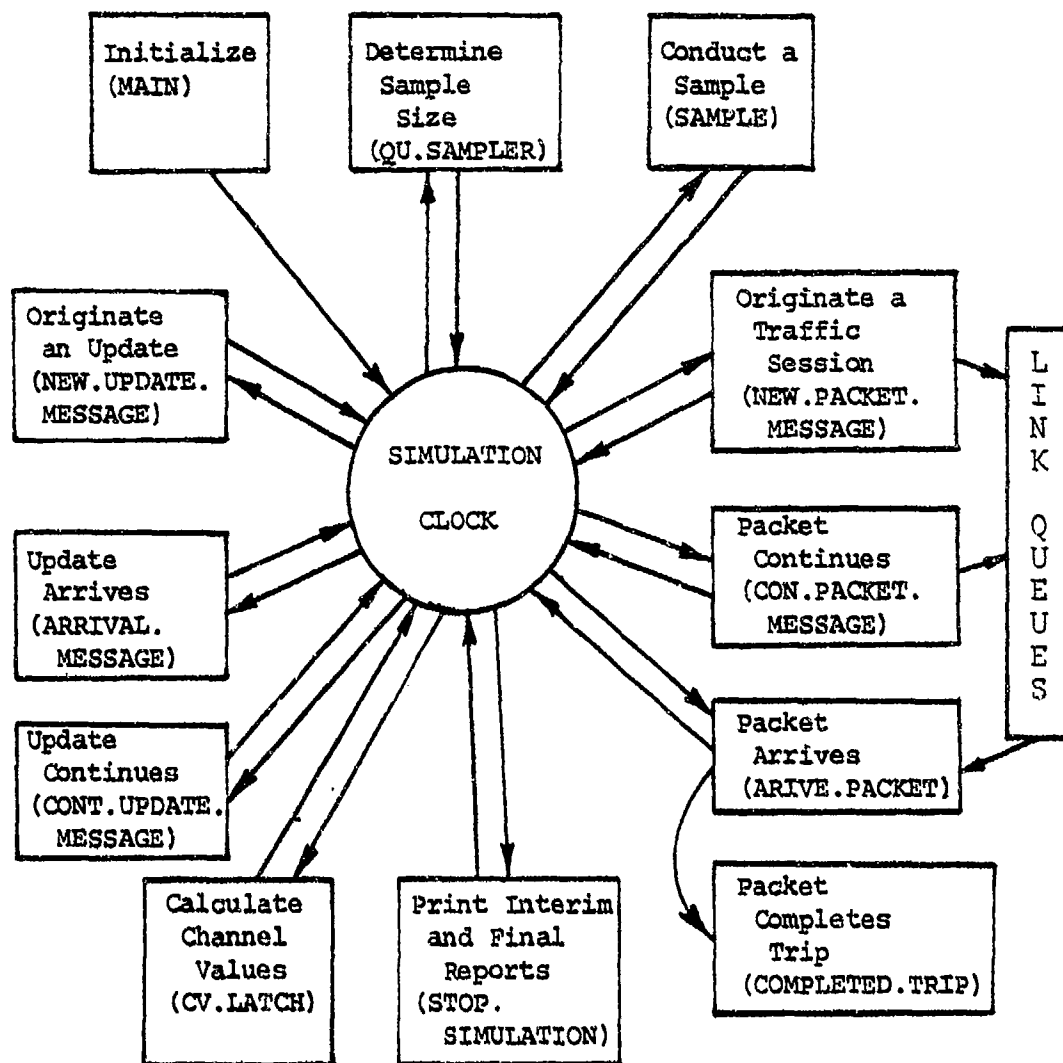 Initialize
(MAIN)
Determine
Sample
Size
(QU.SAMPLER)
Conduct a
Sample
(SAMPLE)
Originate
an Update
(NEW.UPDATE.
MESSAGE)
Originate a
Traffic
Session
(NEW.PACKET.
MESSAGE)
LINK QUEUES
SIMULATION
CLOCK
Update
Arrives
(ARRIVAL.
MESSAGE)
Packet
Continues
(CON.PACKET.
MESSAGE)
Update
Continues
(CONT.UPDATE.
MESSAGE)
Packet
Arrives
(ARIVE.PACKET)
Calculate
Channel
Values
(CV.LATCH)
Print Interim
and Final
Reports
(STOP.
SIMULATION)
Packet
Completes
Trip
(COMPLETED.TRIP)